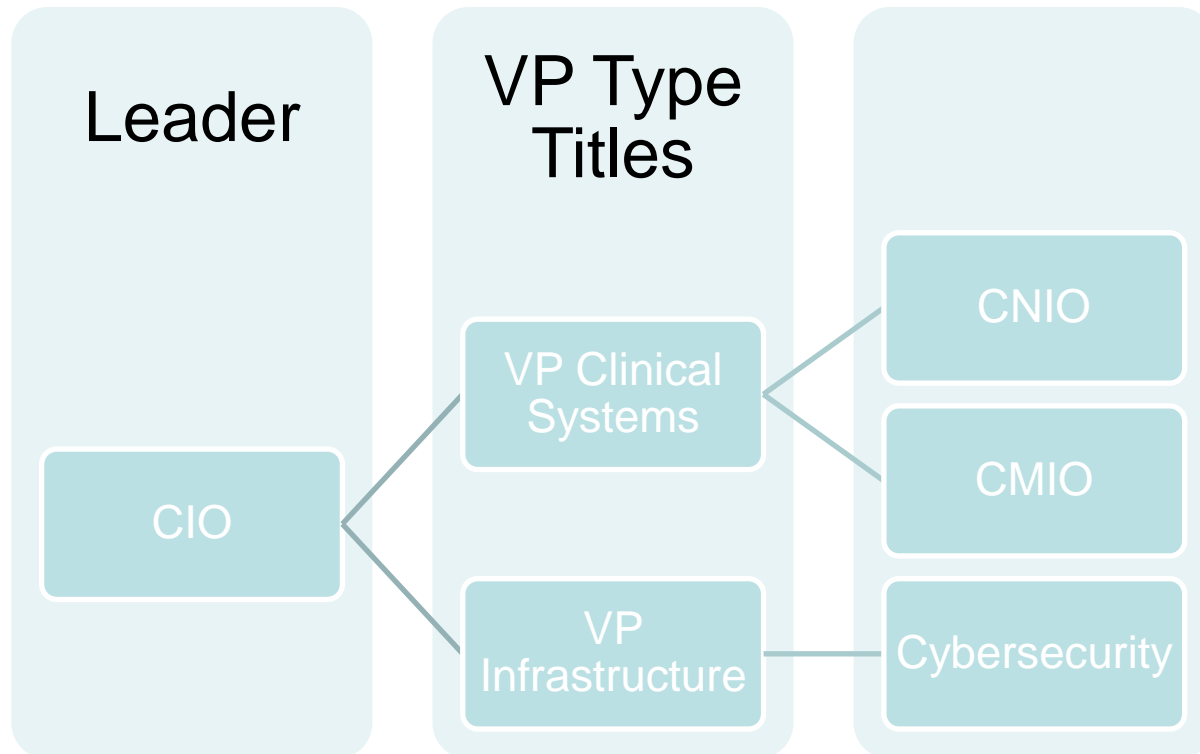 Leader
VP Type
Titles
CIO
VP Clinical
Systems
VP
Infrastructure
CNIO
CMIO
Cybersecurity